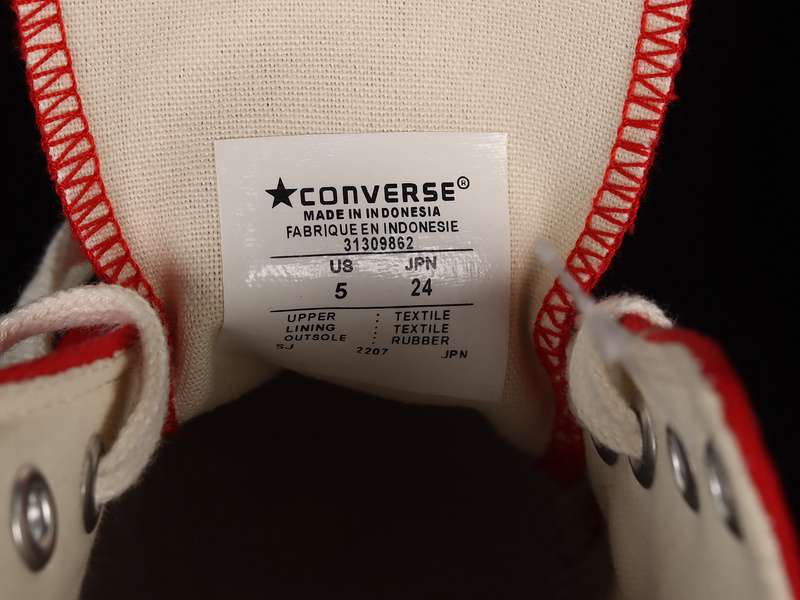 ★CONVERSE®
MADE IN INDONESIA
FABRIQUE EN INDONESIE
31309862
US JPN
5 24
UPPER : TEXTILE
LINING : TEXTILE
OUTSOLE : RUBBER
SJ 2207 JPN